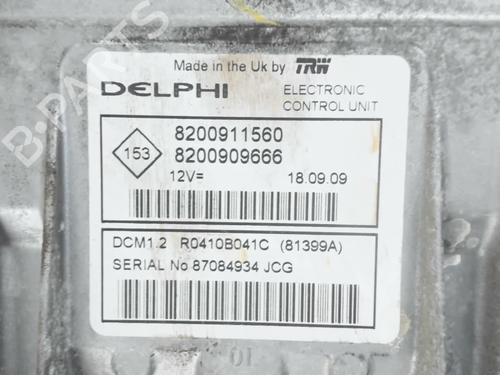 Made in the Uk by TRW
DELPHI
ELECTRONIC
CONTROL UNIT
153
8200911560
8200909666
12V=
18.09.09
DCM1.2 R0410B041C (81399A)
SERIAL No 87084934 JCG
B-PARTS